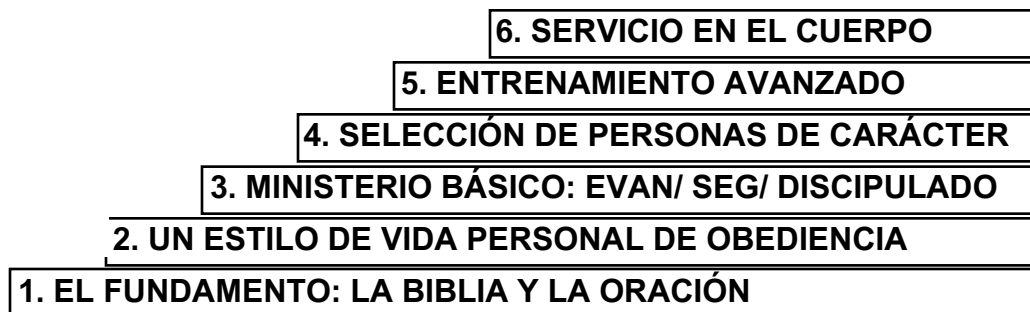 6. SERVICIO EN EL CUERPO
5. ENTRENAMIENTO AVANZADO
4. SELECCIÓN DE PERSONAS DE CARÁCTER
3. MINISTERIO BÁSICO: EVAN/ SEG/ DISCIPULADO
2. UN ESTILO DE VIDA PERSONAL DE OBEDIENCIA
1. EL FUNDAMENTO: LA BIBLIA Y LA ORACIÓN